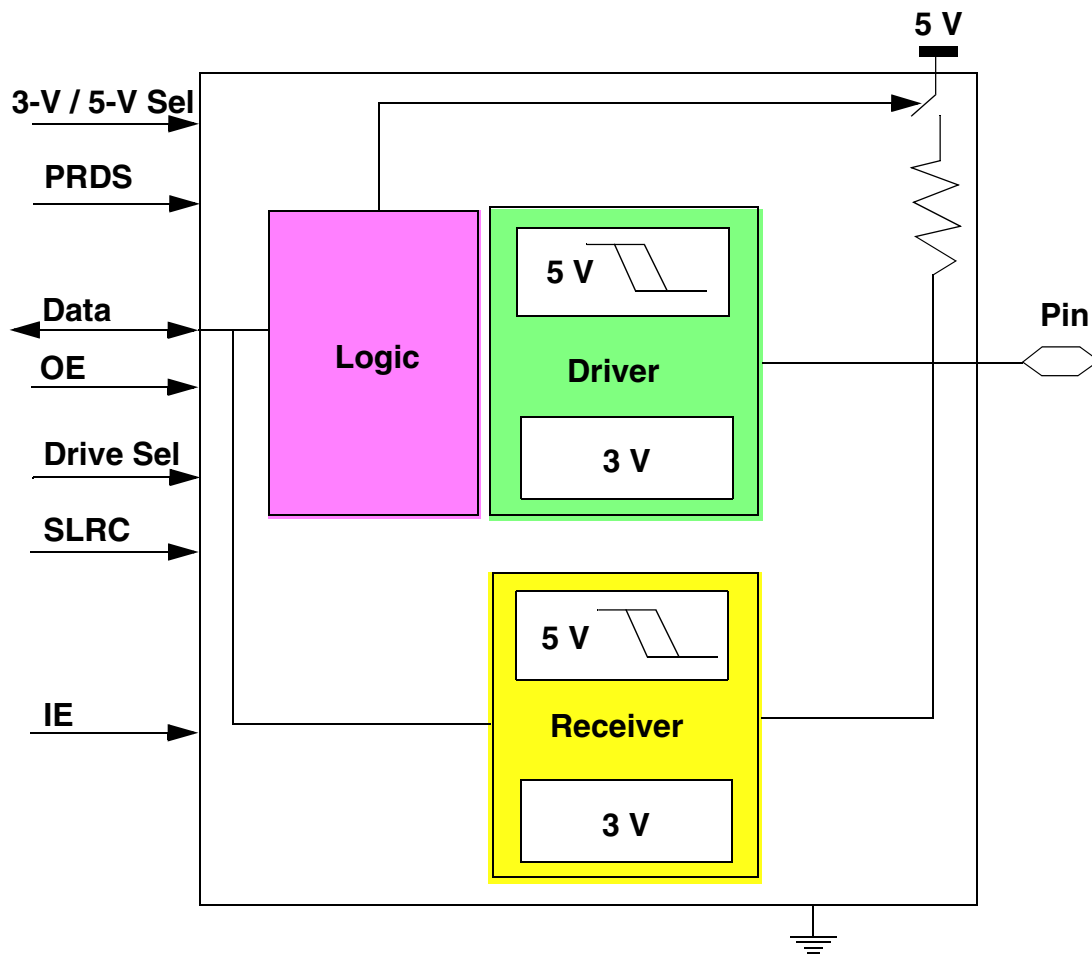 5 V
3-V / 5-V Sel
PRDS
Data
OE
Drive Sel
SLRC
IE
Logic
5 V
Driver
3 V
5 V
Receiver
3 V
Pin